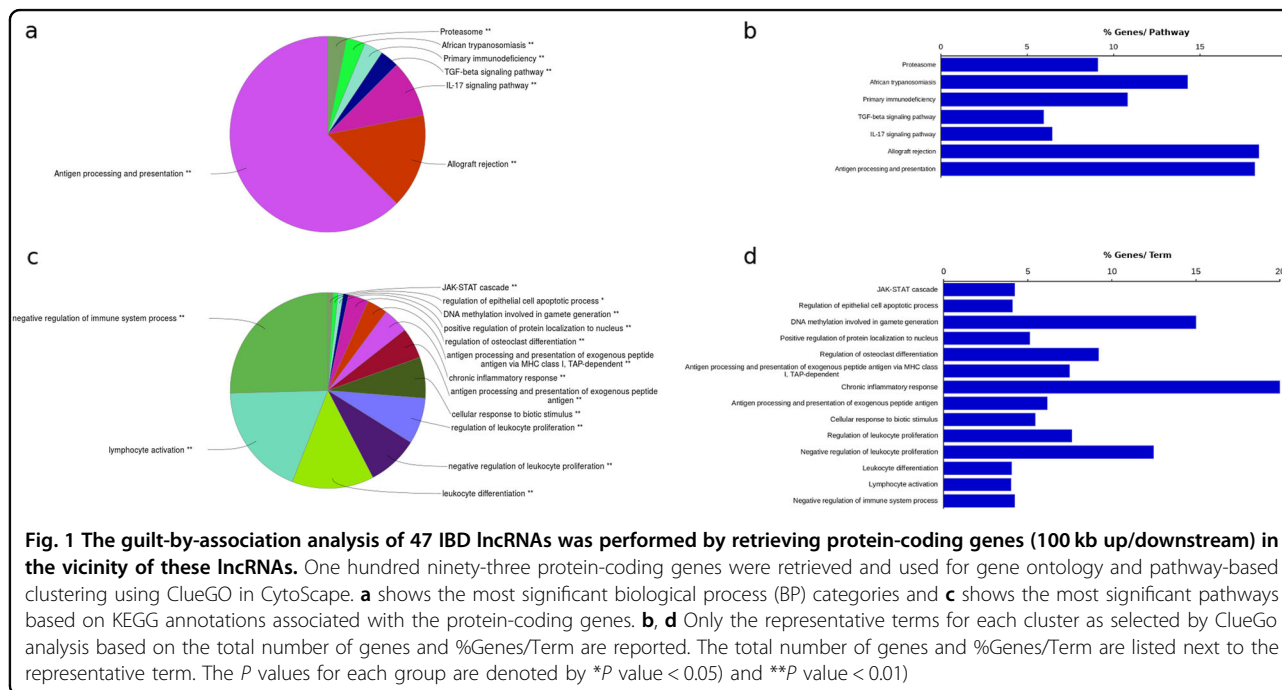 a
Proteasome **
African trypanosomiasis **
Primary immunodeficiency **
TGF-beta signaling pathway **
IL-17 signaling pathway **
Allograft rejection **
Antigen processing and presentation **
b
% Genes/ Pathway
0
5
10
15
Proteasome
African trypanosomiasis
Primary immunodeficiency
TGF-beta signaling pathway
IL-17 signaling pathway
Allograft rejection
Antigen processing and presentation
c
JAK-STAT cascade **
regulation of epithelial cell apoptotic process *
DNA methylation involved in gamete generation **
positive regulation of protein localization to nucleus **
regulation of osteoclast differentiation **
antigen processing and presentation of exogenous peptide
antigen via MHC class I, TAP-dependent **
chronic inflammatory response **
antigen processing and presentation of exogenous peptide
antigen **
cellular response to biotic stimulus **
regulation of leukocyte proliferation **
negative regulation of leukocyte proliferation **
leukocyte differentiation **
lymphocyte activation **
negative regulation of immune system process **
d
% Genes/ Term
0
5
10
15
20
JAK-STAT cascade
Regulation of epithelial cell apoptotic process
DNA methylation involved in gamete generation
Positive regulation of protein localization to nucleus
Regulation of osteoclast differentiation
Antigen processing and presentation of exogenous peptide antigen via MHC class
I, TAP-dependent
Chronic inflammatory response
Antigen processing and presentation of exogenous peptide antigen
Cellular response to biotic stimulus
Regulation of leukocyte proliferation
Negative regulation of leukocyte proliferation
Leukocyte differentiation
Lymphocyte activation
Negative regulation of immune system process
Fig. 1 The guilt-by-association analysis of 47 IBD lncRNAs was performed by retrieving protein-coding genes (100 kb up/downstream) in
the vicinity of these lncRNAs. One hundred ninety-three protein-coding genes were retrieved and used for gene ontology and pathway-based
clustering using ClueGO in CytoScape. a shows the most significant biological process (BP) categories and c shows the most significant pathways
based on KEGG annotations associated with the protein-coding genes. b, d Only the representative terms for each cluster as selected by ClueGo
analysis based on the total number of genes and %Genes/Term are reported. The total number of genes and %Genes/Term are listed next to the
representative term. The P values for each group are denoted by *P value < 0.05) and **P value < 0.01)